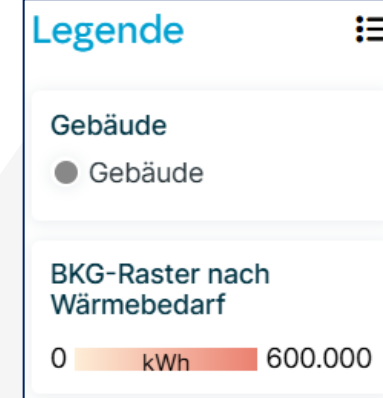 Legende
Gebäude
Gebäude
BKG-Raster nach
Wärmebedarf
0 kWh 600.000